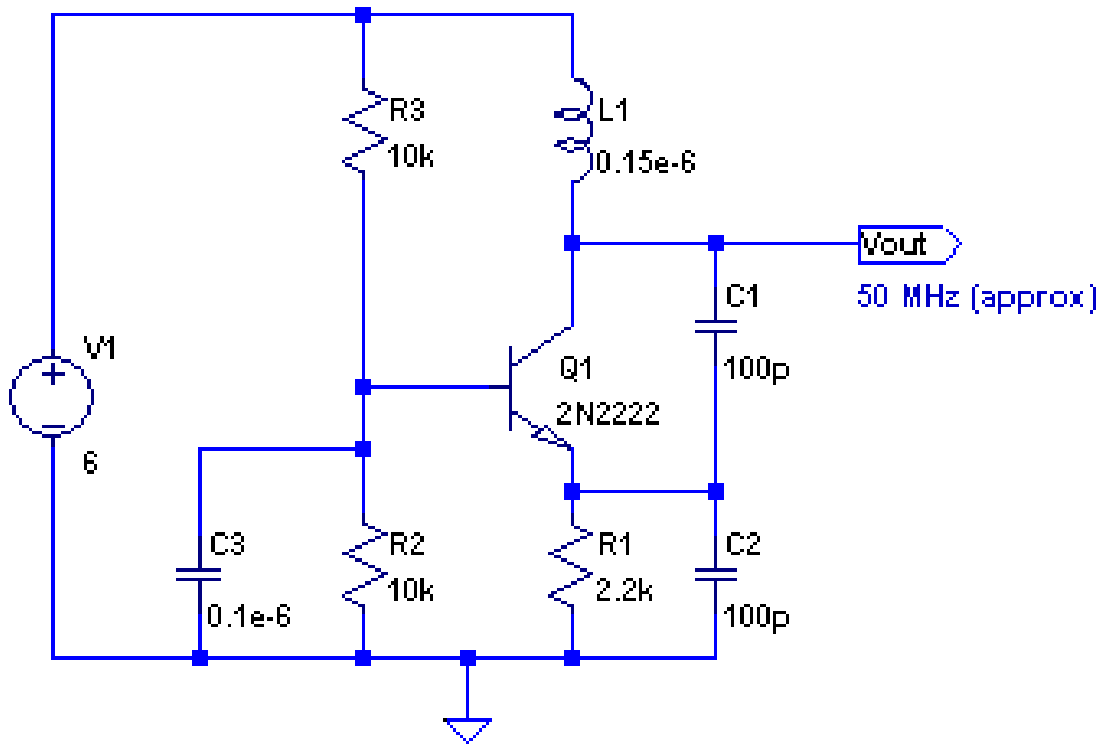 R3
10k
L1
0.15e-6
Vout
50 MHz (approx)
C1
100p
V1
6
Q1
2N2222
C3
0.1e-6
R2
10k
R1
2.2k
C2
100p